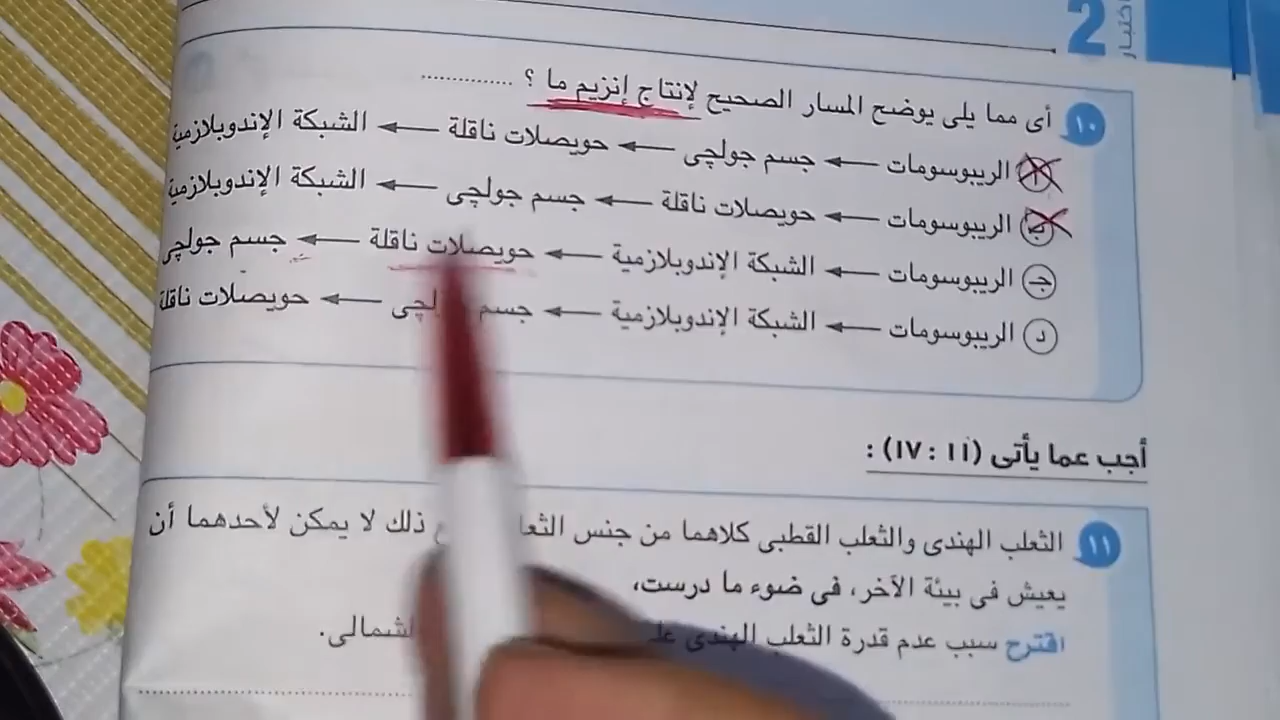 اختبار 2
١٠ أى مما يلى يوضح المسار الصحيح لإنتاج إنزيم ما ؟ ...............
أ الريبوسومات ← جسم جولچى ← حويصلات ناقلة ← الشبكة الإندوبلازمية
ب الريبوسومات ← حويصلات ناقلة ← جسم جولچى ← الشبكة الإندوبلازمية
جـ الريبوسومات ← الشبكة الإندوبلازمية ← حويصلات ناقلة ← جسم جولچى
د الريبوسومات ← الشبكة الإندوبلازمية ← جسم جولچى ← حويصلات ناقلة
أجب عما يأتى (١١ : ١٧) :
١١ الثعلب الهندى والثعلب القطبى كلاهما من جنس ذلك لا يمكن لأحدهما أن
يعيش فى بيئة الآخر، فى ضوء ما درست،
اقترح سبب عدم قدرة الثعلب الهندى الشمالى.